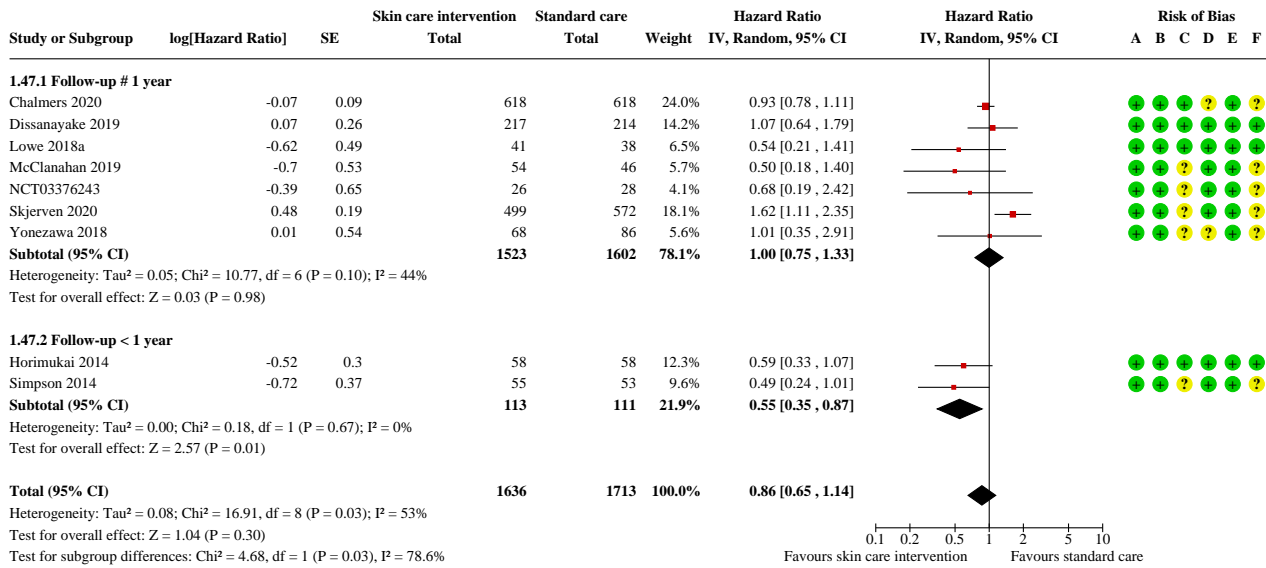 Skin care intervention Standard care Hazard Ratio Hazard Ratio Risk of Bias
Study or Subgroup log[Hazard Ratio] SE Total Total Weight IV, Random, 95% CI IV, Random, 95% CI A B C D E F
1.47.1 Follow-up # 1 year
Chalmers 2020 -0.07 0.09 618 618 24.0% 0.93 [0.78 , 1.11] + + + ? + ?
Dissanayake 2019 0.07 0.26 217 214 14.2% 1.07 [0.64 , 1.79] + + + + + +
Lowe 2018a -0.62 0.49 41 38 6.5% 0.54 [0.21 , 1.41] + + + + + +
McClanahan 2019 -0.7 0.53 54 46 5.7% 0.50 [0.18 , 1.40] + + ? + + ?
NCT03376243 -0.39 0.65 26 28 4.1% 0.68 [0.19 , 2.42] + + ? + + ?
Skjerven 2020 0.48 0.19 499 572 18.1% 1.62 [1.11 , 2.35] + + ? + + ?
Yonezawa 2018 0.01 0.54 68 86 5.6% 1.01 [0.35 , 2.91] + + ? ? + ?
Subtotal (95% CI) 1523 1602 78.1% 1.00 [0.75 , 1.33]
Heterogeneity: Tau² = 0.05; Chi² = 10.77, df = 6 (P = 0.10); I² = 44%
Test for overall effect: Z = 0.03 (P = 0.98)
1.47.2 Follow-up < 1 year
Horimukai 2014 -0.52 0.3 58 58 12.3% 0.59 [0.33 , 1.07] + + + + + +
Simpson 2014 -0.72 0.37 55 53 9.6% 0.49 [0.24 , 1.01] + + ? + + ?
Subtotal (95% CI) 113 111 21.9% 0.55 [0.35 , 0.87]
Heterogeneity: Tau² = 0.00; Chi² = 0.18, df = 1 (P = 0.67); I² = 0%
Test for overall effect: Z = 2.57 (P = 0.01)
Total (95% CI) 1636 1713 100.0% 0.86 [0.65 , 1.14]
Heterogeneity: Tau² = 0.08; Chi² = 16.91, df = 8 (P = 0.03); I² = 53%
Test for overall effect: Z = 1.04 (P = 0.30) 0.1 0.2 0.5 1 2 5 10
Test for subgroup differences: Chi² = 4.68, df = 1 (P = 0.03), I² = 78.6% Favours skin care intervention Favours standard care